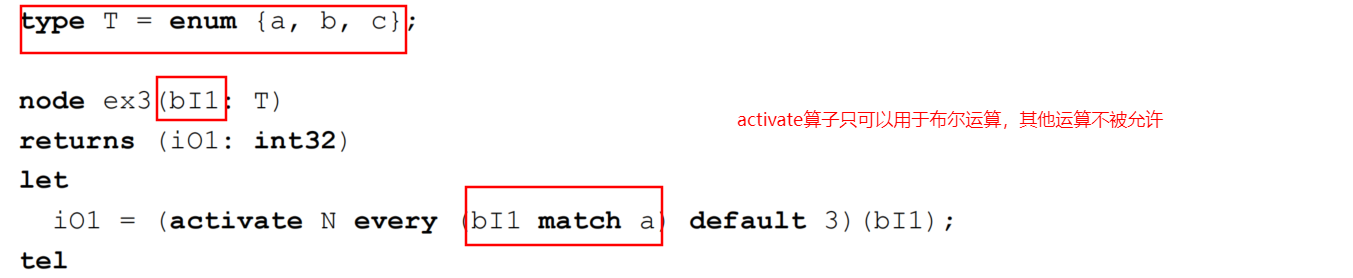 type T = enum {a, b, c};
node ex3(bI1: T)
activate算子只可以用于布尔运算，其他运算不被允许
returns (iO1: int32)
let
iO1 = (activate N every (bI1 match a) default 3)(bI1);
tel